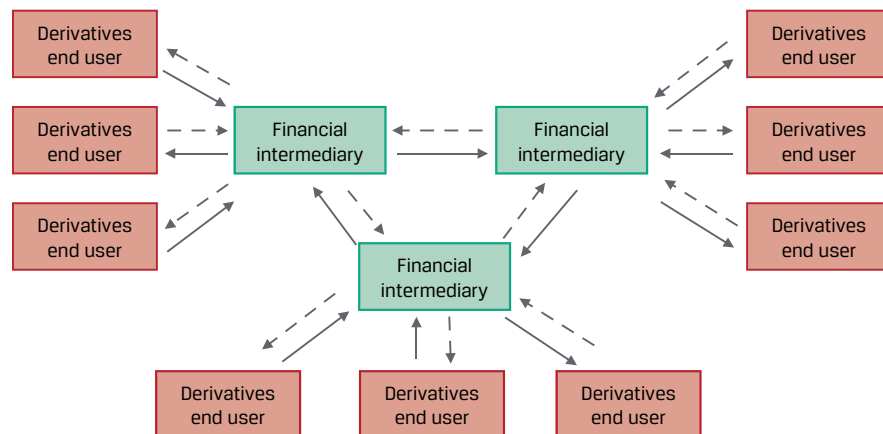 Derivatives
end user
Derivatives
end user
Derivatives
end user
Financial
intermediary
Financial
intermediary
Derivatives
end user
Derivatives
end user
Derivatives
end user
Financial
intermediary
Derivatives
end user
Derivatives
end user
Derivatives
end user